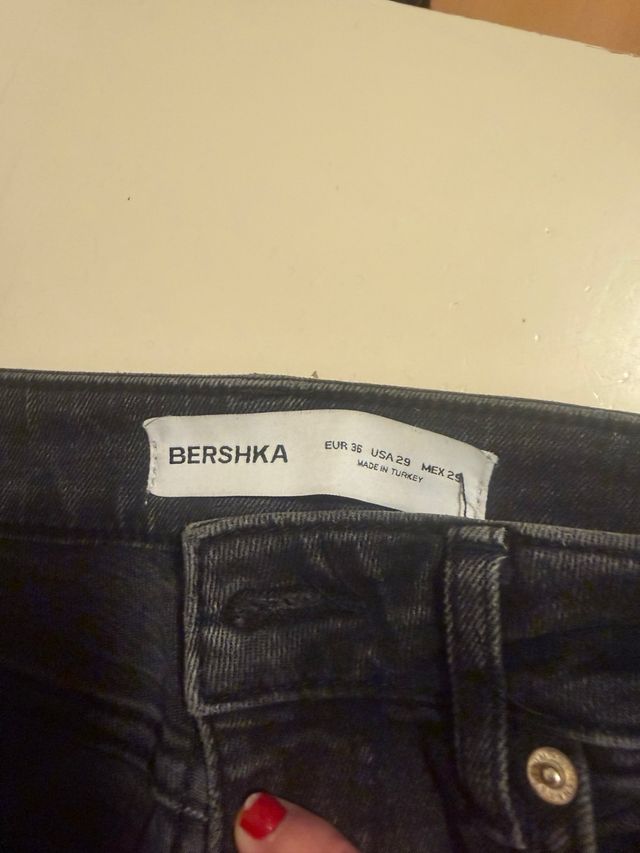 BERSHKA
EUR 36 USA 29 MEX 29
MADE IN TURKEY